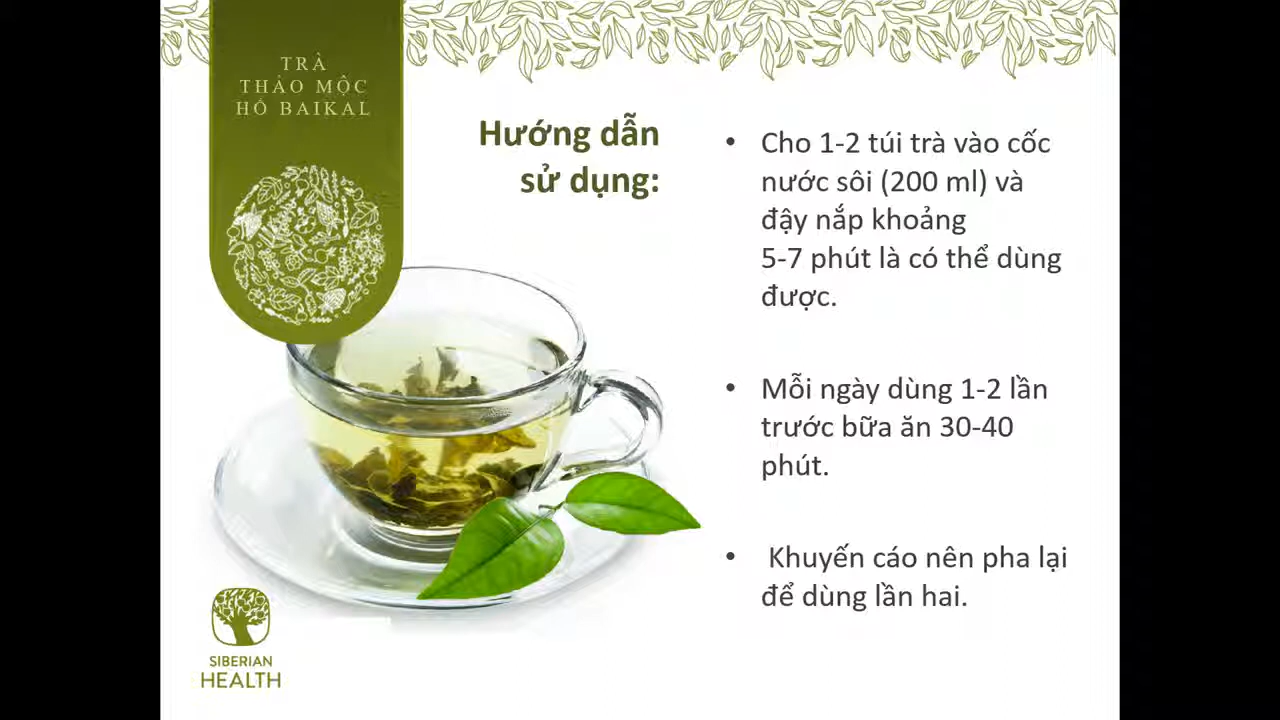 TRÀ
THẢO MỘC
HỒ BAIKAL
Hướng dẫn
sử dụng:
• Cho 1-2 túi trà vào cốc
nước sôi (200 ml) và
đậy nắp khoảng
5-7 phút là có thể dùng
được.
• Mỗi ngày dùng 1-2 lần
trước bữa ăn 30-40
phút.
• Khuyến cáo nên pha lại
để dùng lần hai.
SIBERIAN
HEALTH